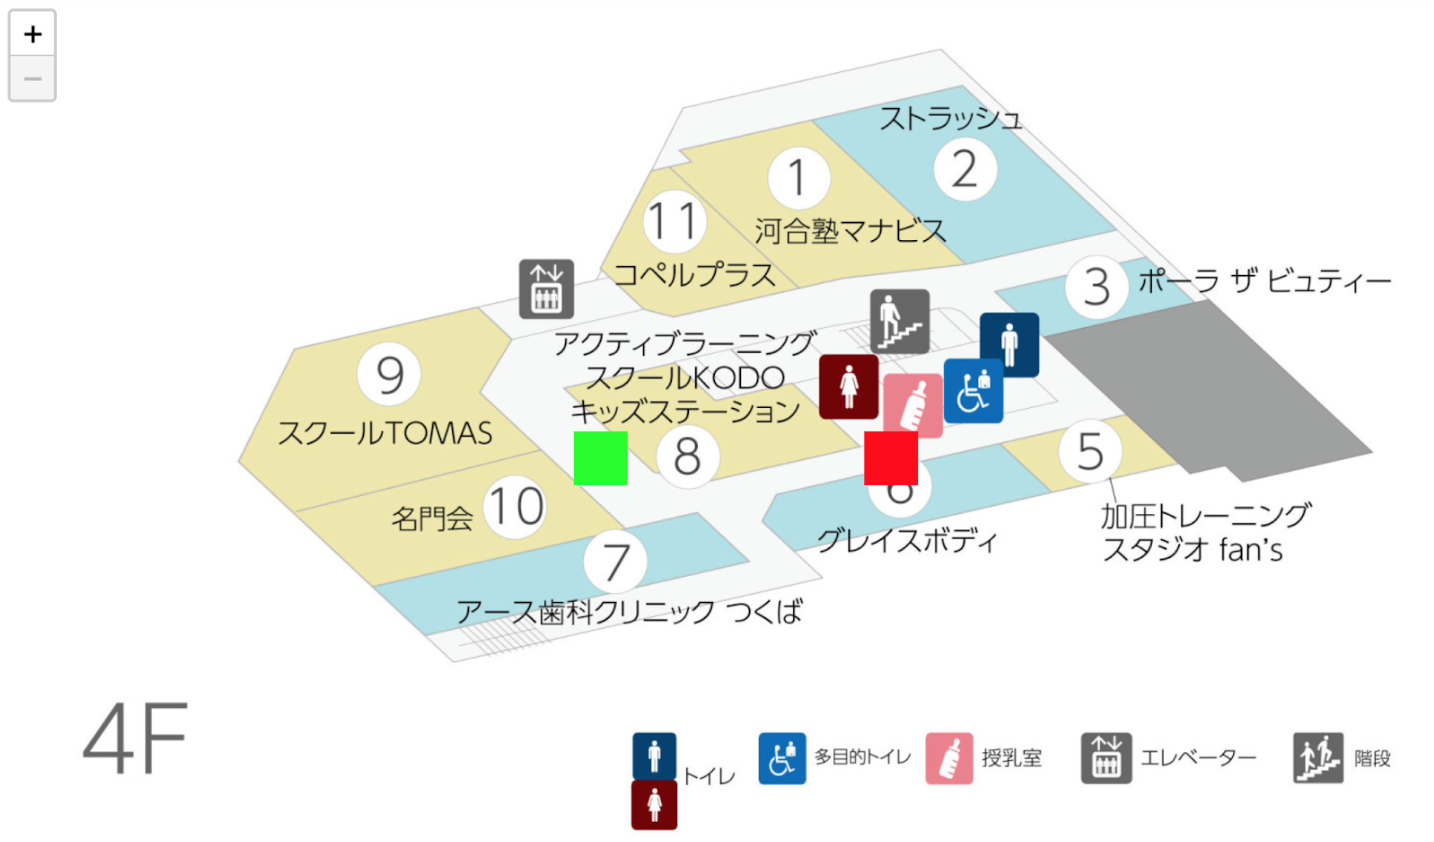 +
−
ストラッシュ
2
1
河合塾マナビス
11
コペルプラス
3
ポーラ ザ ビュティー
アクティブラーニング
スクールKODO
キッズステーション
8
9
スクールTOMAS
10
名門会
5
加圧トレーニング
スタジオ fan's
6
グレイスボディ
7
アース歯科クリニック つくば
4F
トイレ
多目的トイレ
授乳室
エレベーター
階段